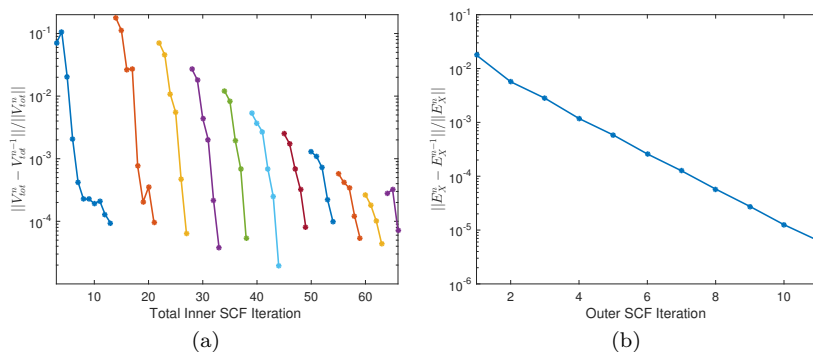 10^-1
10^-2
10^-3
10^-4
||V^n_tot − V^{n-1}_tot||/||V^n_tot||
10 20 30 40 50 60
Total Inner SCF Iteration
(a)
10^-1
10^-2
10^-3
10^-4
10^-5
10^-6
||E^n_X − E^{n-1}_X||/||E^n_X||
2 4 6 8 10
Outer SCF Iteration
(b)